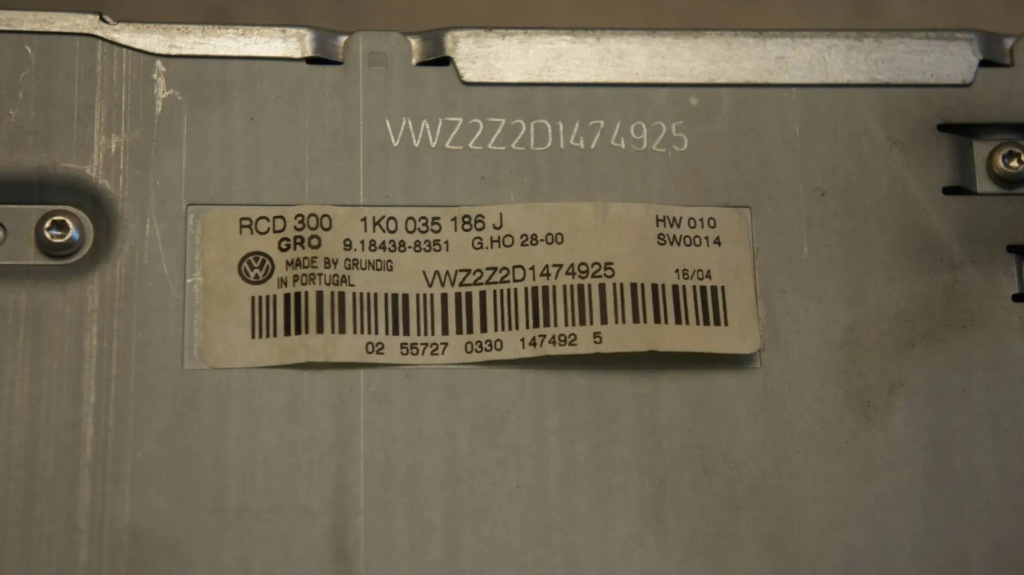 VWZ2Z2D1474925
RCD 300 1K0 035 186 J HW 010
GRO 9.18438-8351 G.HO 28-00 SW0014
MADE BY GRUNDIG
IN PORTUGAL VWZ2Z2D1474925 16/04
02 55727 0330 147492 5